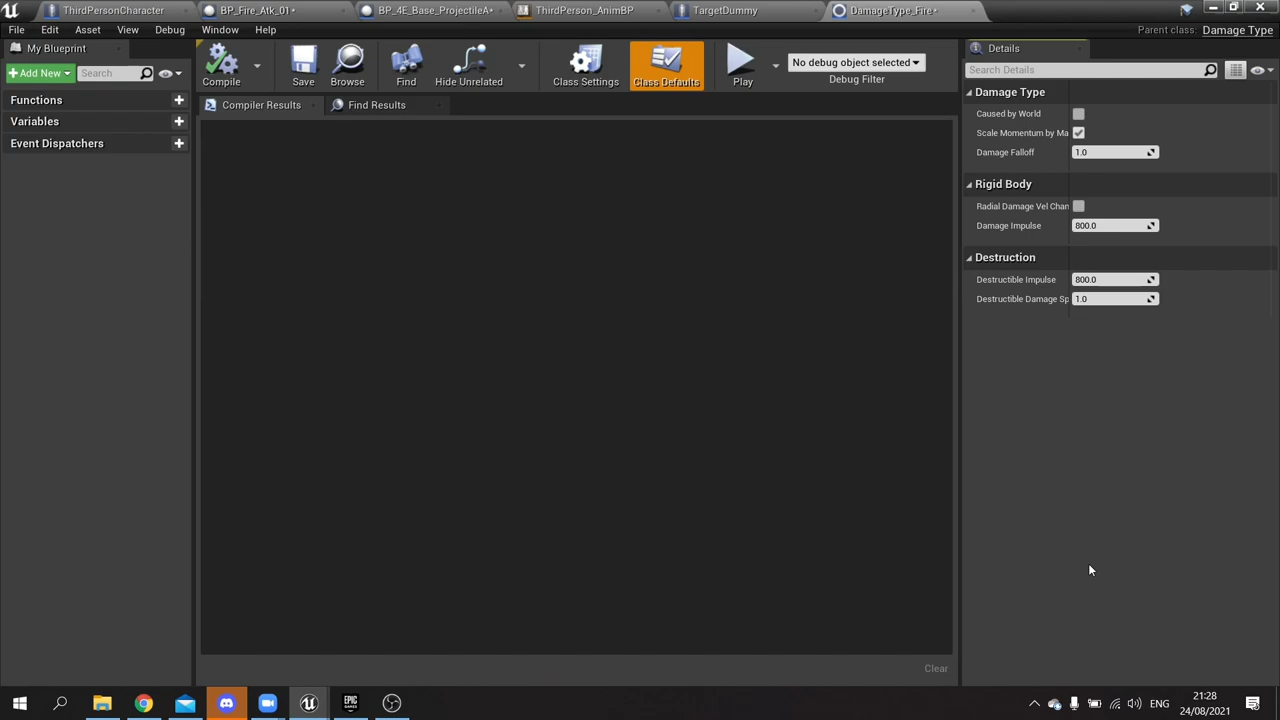 ThirdPersonCharacter
BP_Fire_Atk_01*
BP_4E_Base_ProjectileA*
ThirdPerson_AnimBP
TargetDummy
DamageType_Fire*
File Edit Asset View Debug Window Help
Parent class: Damage Type
My Blueprint
Add New
Search
Functions
Variables
Event Dispatchers
Compile
Save
Browse
Find
Hide Unrelated
Class Settings
Class Defaults
Play
No debug object selected
Debug Filter
Compiler Results
Find Results
Clear
Details
Search Details
Damage Type
Caused by World
Scale Momentum by Ma
Damage Falloff 1.0
Rigid Body
Radial Damage Vel Chan
Damage Impulse 800.0
Destruction
Destructible Impulse 800.0
Destructible Damage Sp 1.0
EPIC
GAMES
ENG
21:28
24/08/2021